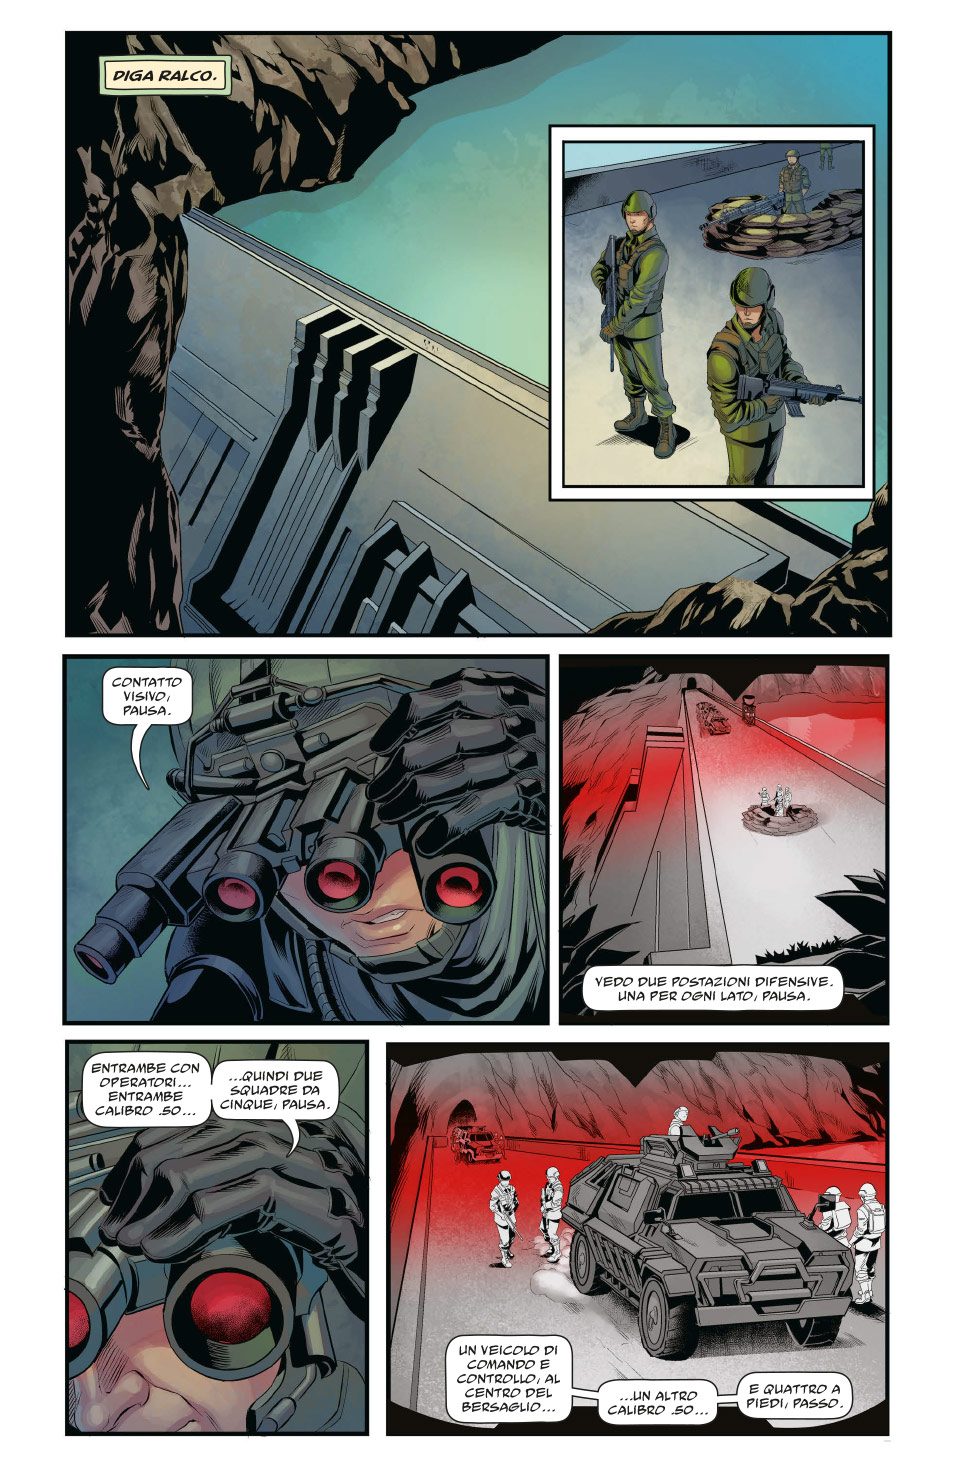 DIGA RALCO.
CONTATTO
VISIVO,
PAUSA.
VEDO DUE POSTAZIONI DIFENSIVE.
UNA PER OGNI LATO, PAUSA.
ENTRAMBE CON
OPERATORI...
ENTRAMBE
CALIBRO .50...
...QUINDI DUE
SQUADRE DA
CINQUE, PAUSA.
UN VEICOLO DI
COMANDO E
CONTROLLO, AL
CENTRO DEL
BERSAGLIO...
...UN ALTRO
CALIBRO .50...
E QUATTRO A
PIEDI, PASSO.